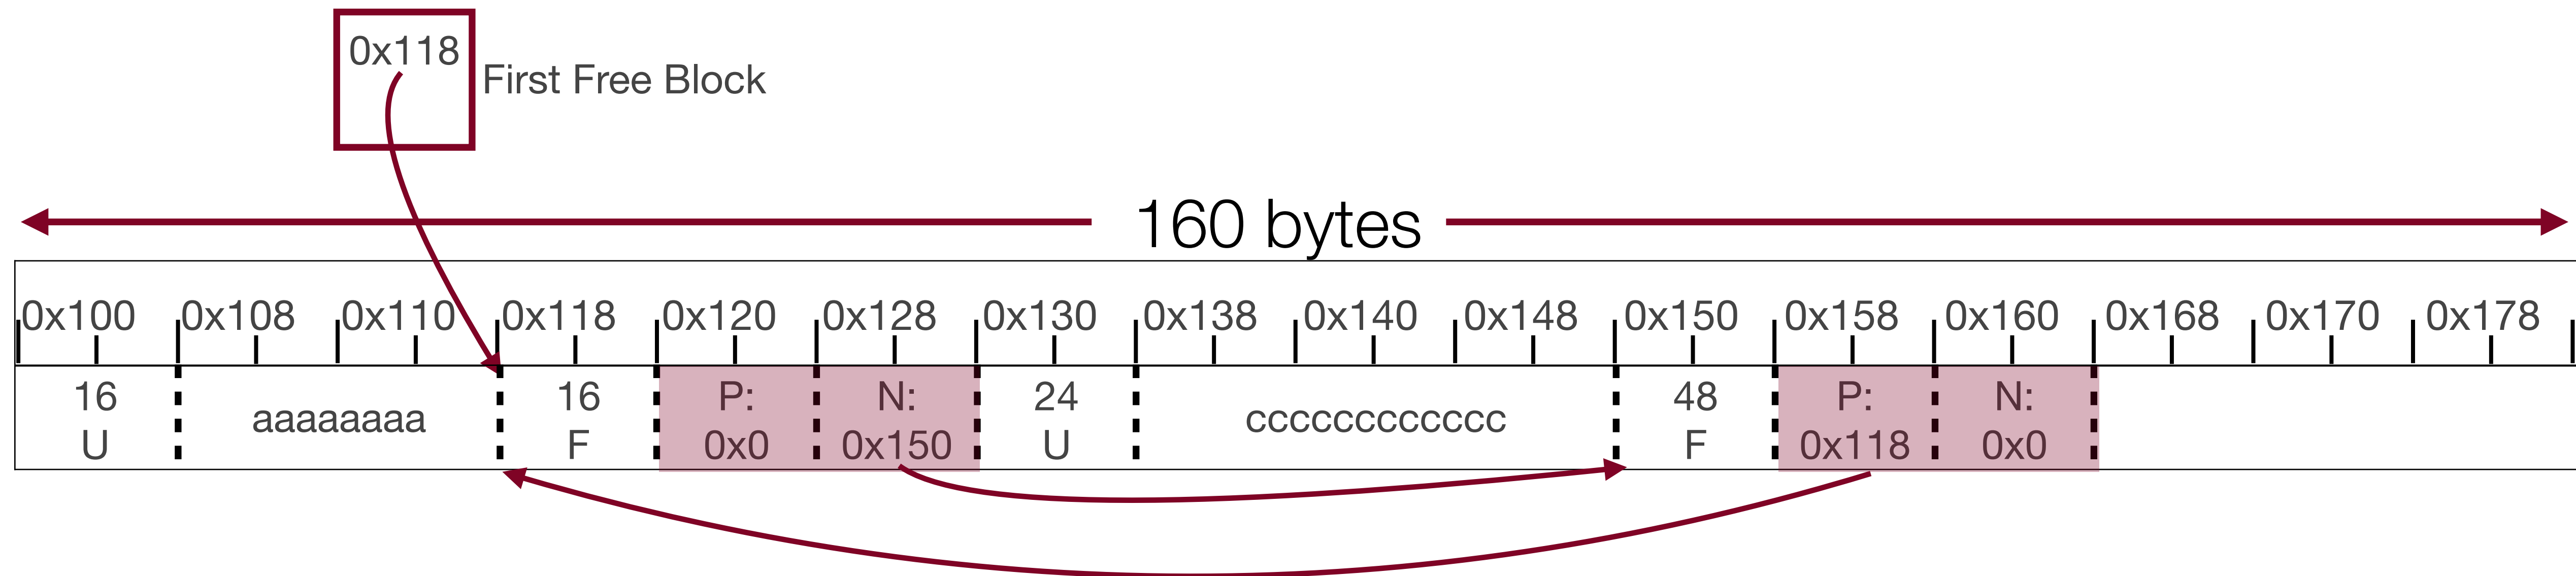 0x118
First Free Block
160 bytes
0x100 0x108 0x110 0x118 0x120 0x128 0x130 0x138 0x140 0x148 0x150 0x158 0x160 0x168 0x170 0x178
16 U
aaaaaaaa
16 F
P: 0x0
N: 0x150
24 U
cccccccccccc
48 F
P: 0x118
N: 0x0